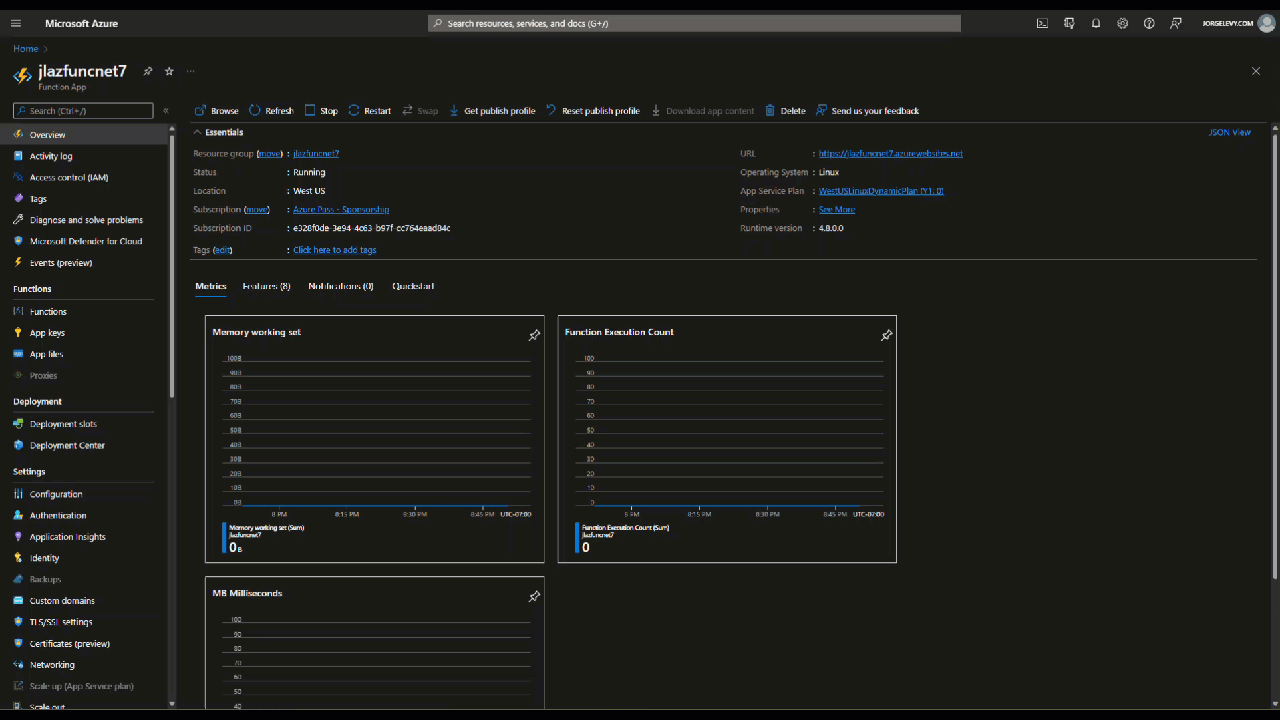 Microsoft Azure
Search resources, services, and docs (G+/)
JORGELEVY.COM
Home
jlazfuncnet7
Function App
Search (Ctrl+/)
Browse Refresh Stop Restart Swap Get publish profile Reset publish profile Download app content Delete Send us your feedback
Essentials
JSON View
Resource group (move) : jlazfuncnet7
Status : Running
Location : West US
Subscription (move) : Azure Pass - Sponsorship
Subscription ID : e328f0de-3e94-4c63-b97f-cc764eaad84c
Tags (edit) : Click here to add tags
URL : https://jlazfuncnet7.azurewebsites.net
Operating System : Linux
App Service Plan : WestUSLinuxDynamicPlan (Y1: 0)
Properties : See More
Runtime version : 4.8.0.0
Overview
Activity log
Access control (IAM)
Tags
Diagnose and solve problems
Microsoft Defender for Cloud
Events (preview)
Functions
Functions
App keys
App files
Proxies
Deployment
Deployment slots
Deployment Center
Settings
Configuration
Authentication
Application Insights
Identity
Backups
Custom domains
TLS/SSL settings
Certificates (preview)
Networking
Scale up (App Service plan)
Scale out
Metrics Features (8) Notifications (0) Quickstart
Memory working set
100B
90B
80B
70B
60B
50B
40B
30B
20B
10B
0B
8 PM 8:15 PM 8:30 PM 8:45 PM UTC-07:00
Memory working set (Sum)
jlazfuncnet7
0 B
Function Execution Count
100
90
80
70
60
50
40
30
20
10
0
8 PM 8:15 PM 8:30 PM 8:45 PM UTC-07:00
Function Execution Count (Sum)
jlazfuncnet7
0
MB Milliseconds
100
90
80
70
60
50
40